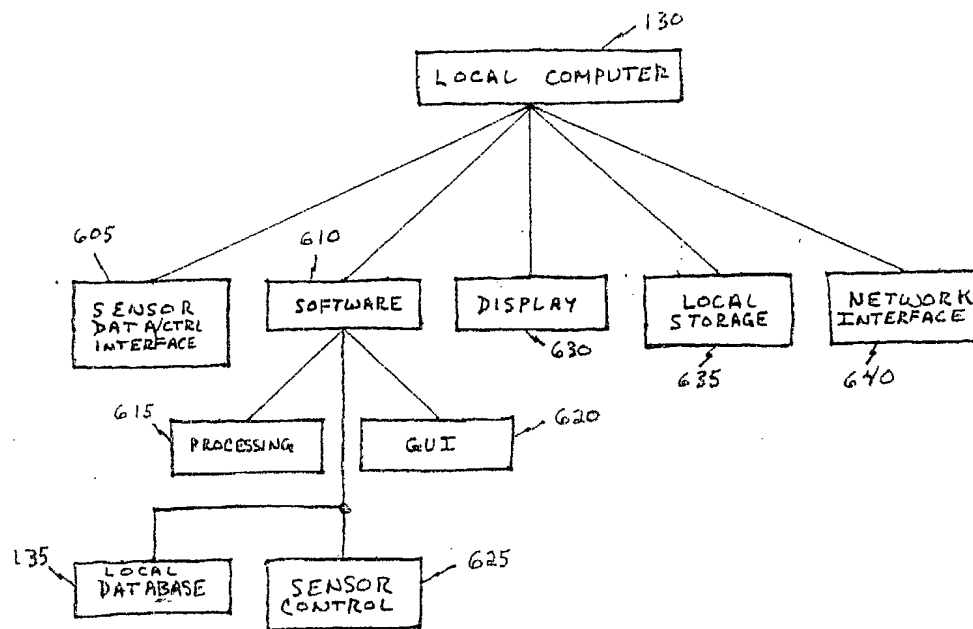 130
LOCAL COMPUTER
605
610
SENSOR
DATA/CTRL
INTERFACE
SOFTWARE
DISPLAY
630
LOCAL
STORAGE
635
NETWORK
INTERFACE
640
615
PROCESSING
GUI
620
135
LOCAL
DATABASE
SENSOR
CONTROL
625